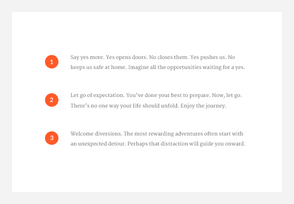 1
Say yes more. Yes opens doors. No closes them. Yes pushes us. No
keeps us safe at home. Imagine all the opportunities waiting for a yes.
2
Let go of expectation. You've done your best to prepare. Now, let go.
There's no one way your life should unfold. Enjoy the journey.
3
Welcome diversions. The most rewarding adventures often start with
an unexpected detour. Perhaps that distraction will guide you onward.